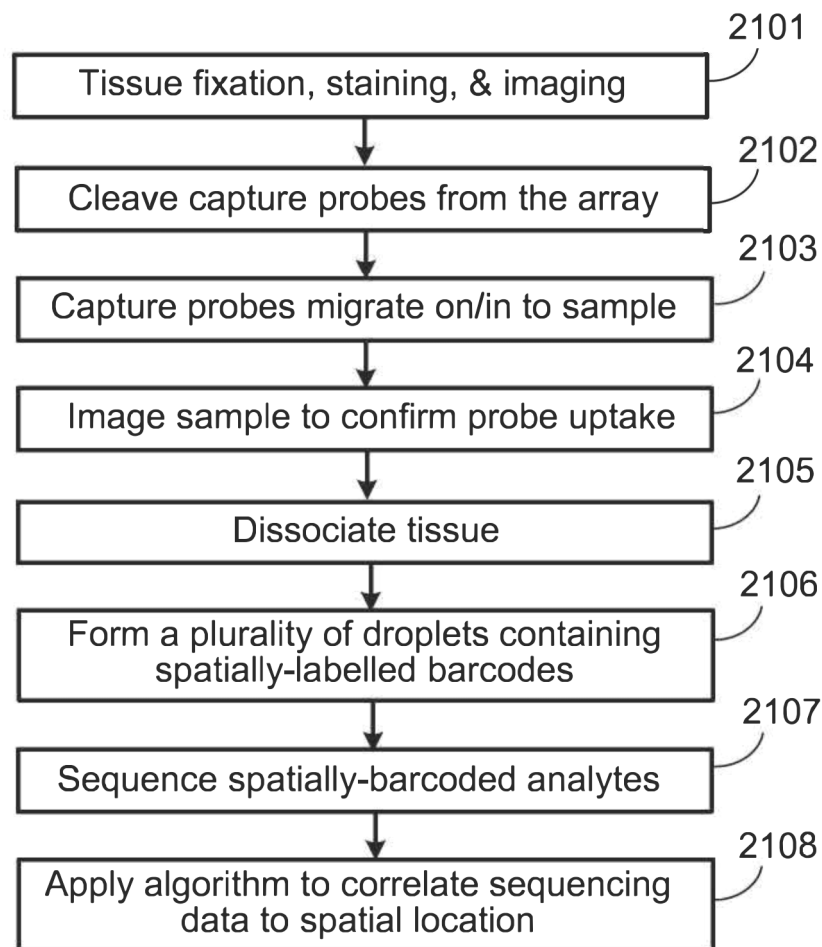 2101
Tissue fixation, staining, & imaging
2102
Cleave capture probes from the array
2103
Capture probes migrate on/in to sample
2104
Image sample to confirm probe uptake
2105
Dissociate tissue
2106
Form a plurality of droplets containing
spatially-labelled barcodes
2107
Sequence spatially-barcoded analytes
2108
Apply algorithm to correlate sequencing
data to spatial location